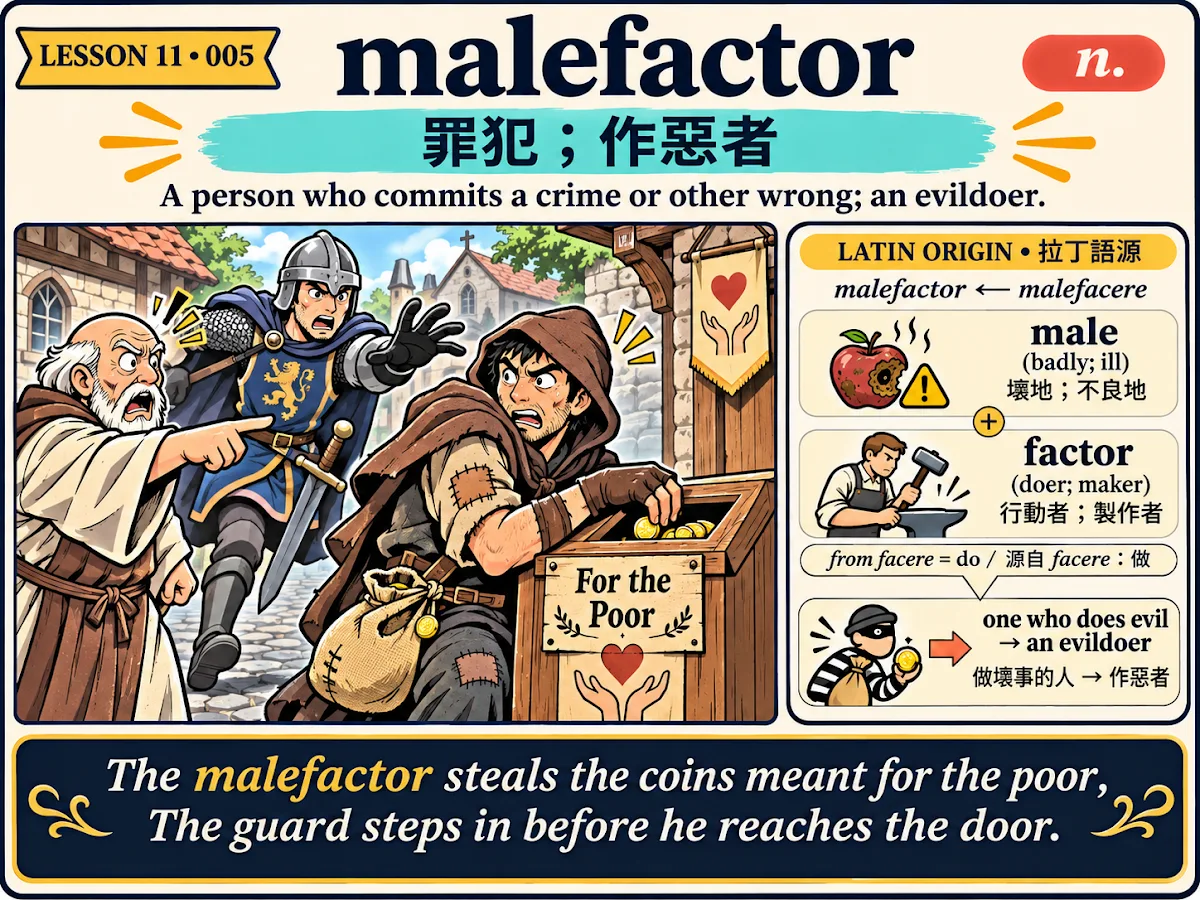 LESSON 11 • 005
malefactor
n.
罪犯；作惡者
A person who commits a crime or other wrong; an evildoer.
For the
Poor
LATIN ORIGIN • 拉丁語源
malefactor ⟵ malefacere
male
(badly; ill)
壞地；不良地
+
factor
(doer; maker)
行動者；製作者
from facere = do / 源自 facere：做
one who does evil
→ an evildoer
做壞事的人 → 作惡者
The malefactor steals the coins meant for the poor,
The guard steps in before he reaches the door.